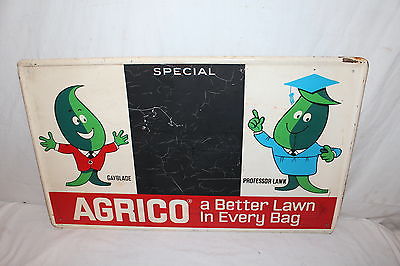 SPECIAL
GAYBLADE
PROFESSOR LAWN
AGRICO® a Better Lawn
In Every Bag